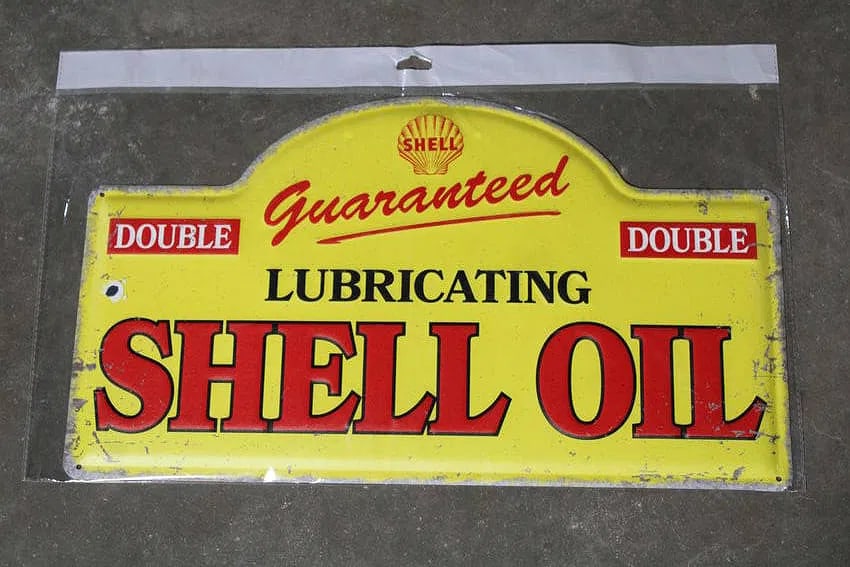 SHELL
Guaranteed
DOUBLE DOUBLE
LUBRICATING
SHELL OIL